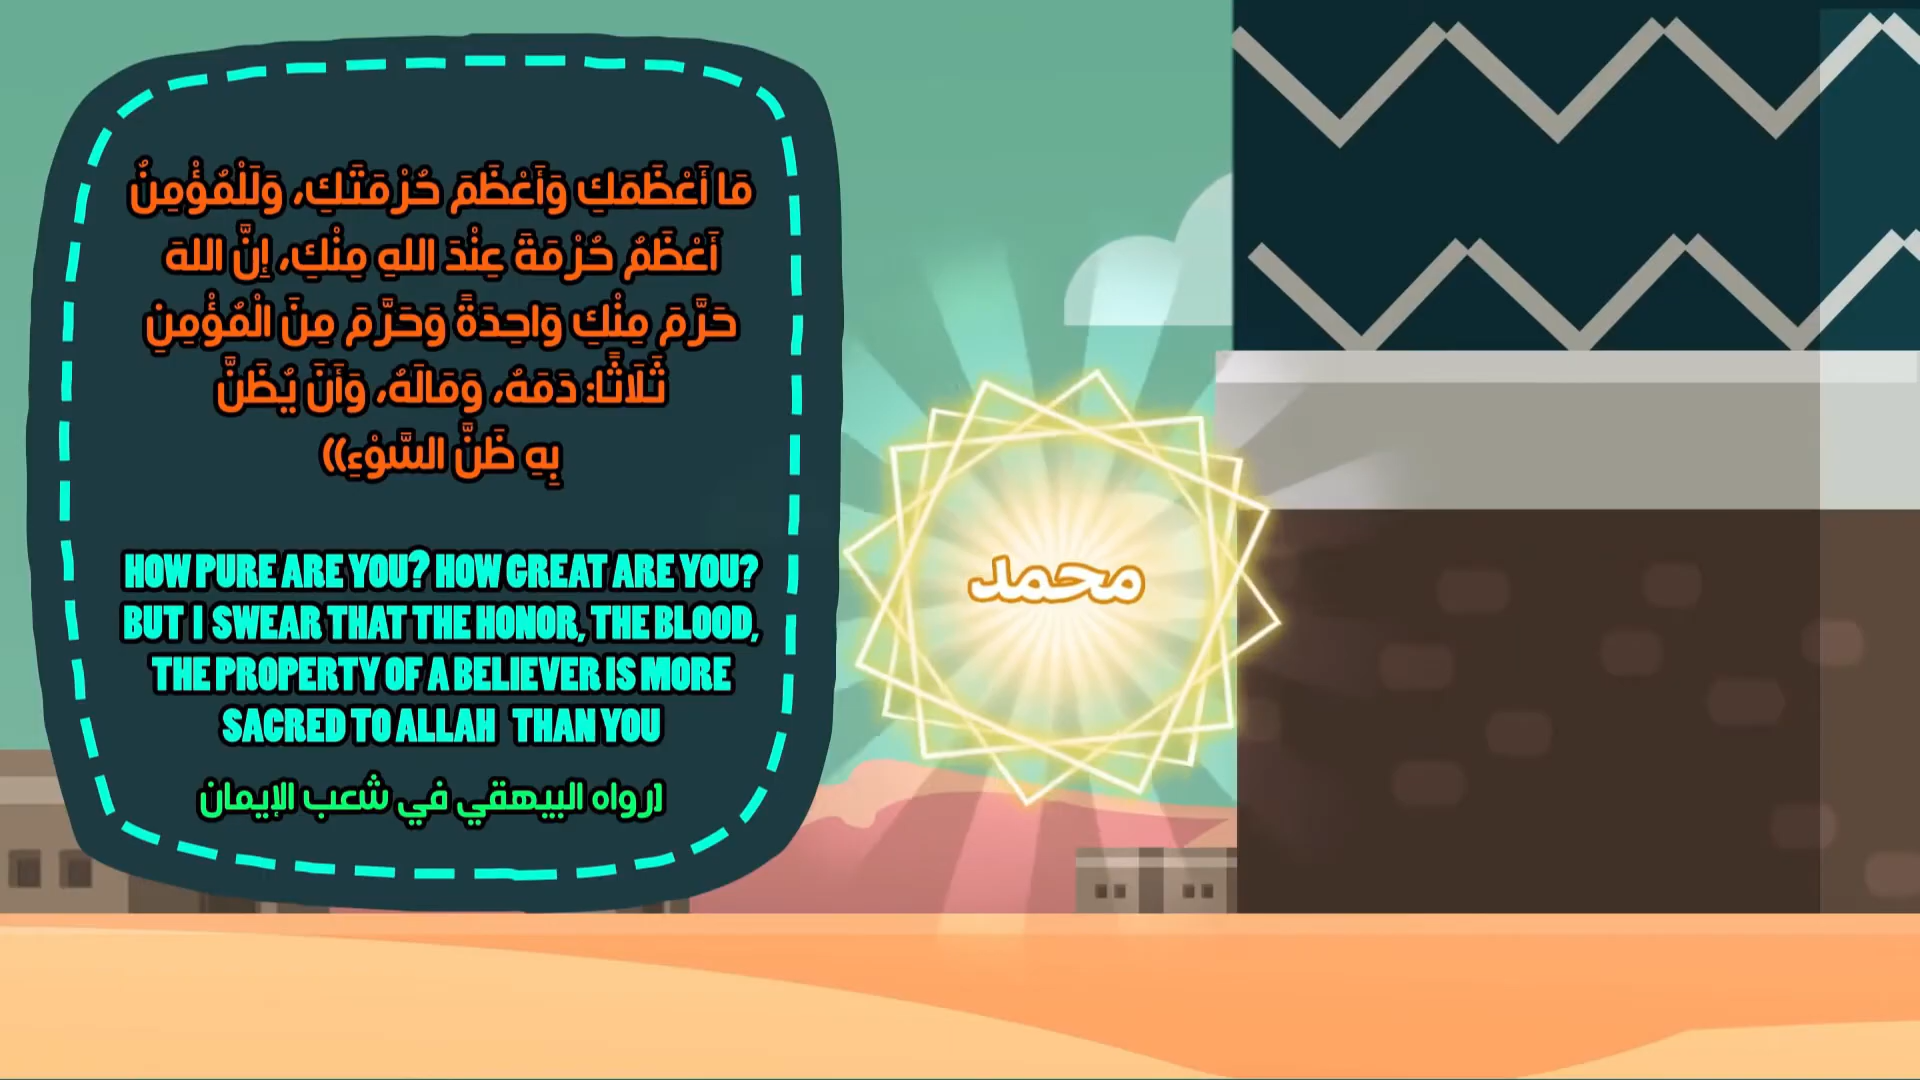 مَا أَعْظَمَكِ وَأَعْظَمَ حُرْمَتَكِ، وَلَلْمُؤْمِنُ
أَعْظَمُ حُرْمَةً عِنْدَ اللهِ مِنْكِ، إِنَّ اللهَ
حَرَّمَ مِنْكِ وَاحِدَةً وَحَرَّمَ مِنَ الْمُؤْمِنِ
ثَلَاثًا: دَمَهُ، وَمَالَهُ، وَأَنَ يُظَنَّ
بِهِ ظَنَّ السَّوْءِ))
HOW PURE ARE YOU? HOW GREAT ARE YOU?
BUT I SWEAR THAT THE HONOR, THE BLOOD,
THE PROPERTY OF A BELIEVER IS MORE
SACRED TO ALLAH THAN YOU
[رواه البيهقي في شعب الإيمان
محمد